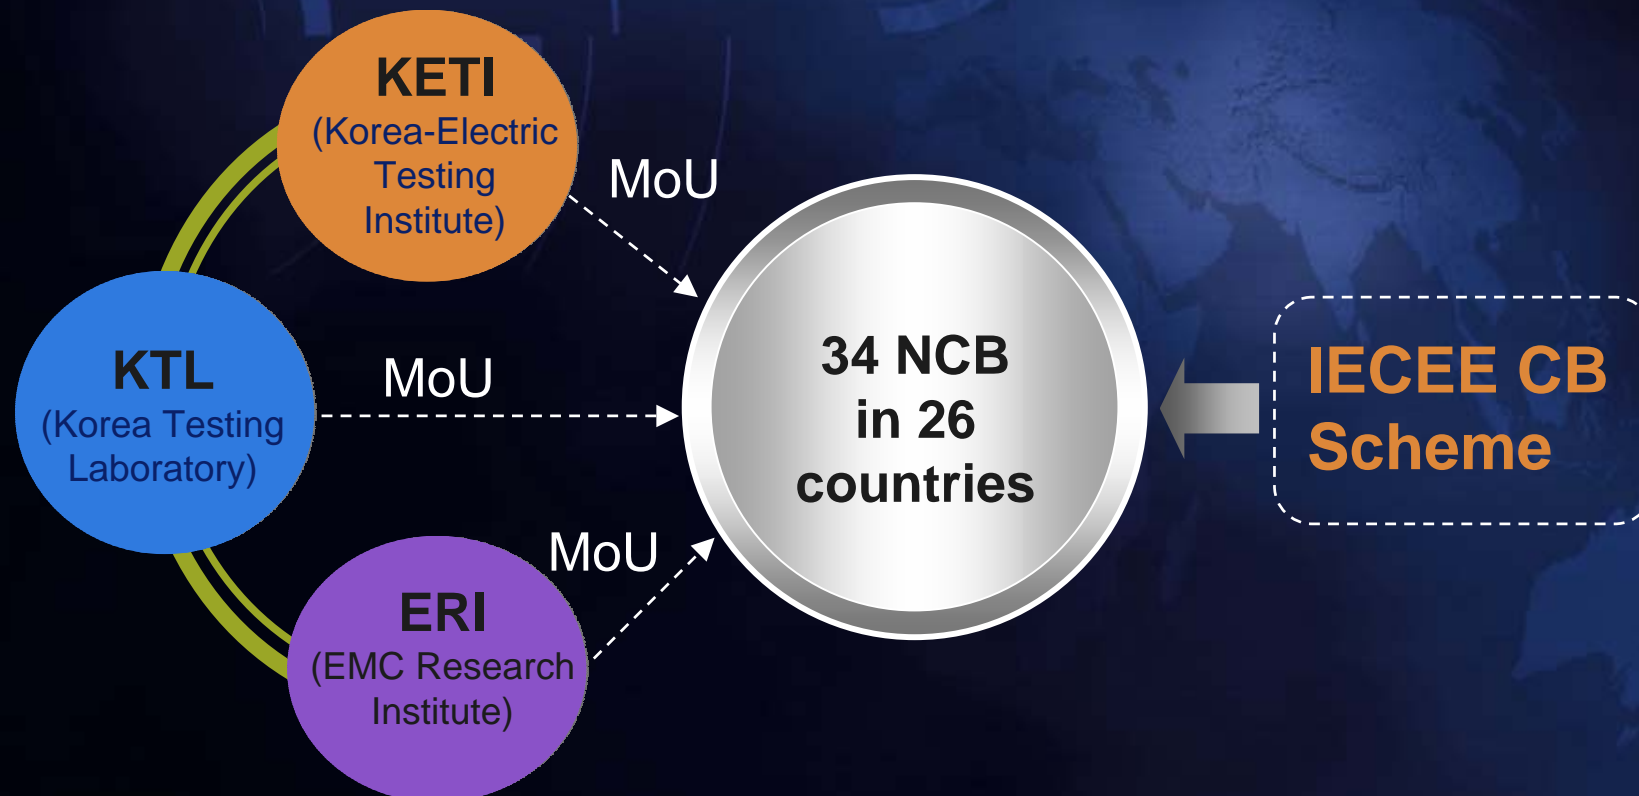 KETI
(Korea-Electric
Testing
Institute)
MoU
KTL
(Korea Testing
Laboratory)
MoU
ERI
(EMC Research
Institute)
MoU
34 NCB
in 26
countries
IECEE CB
Scheme